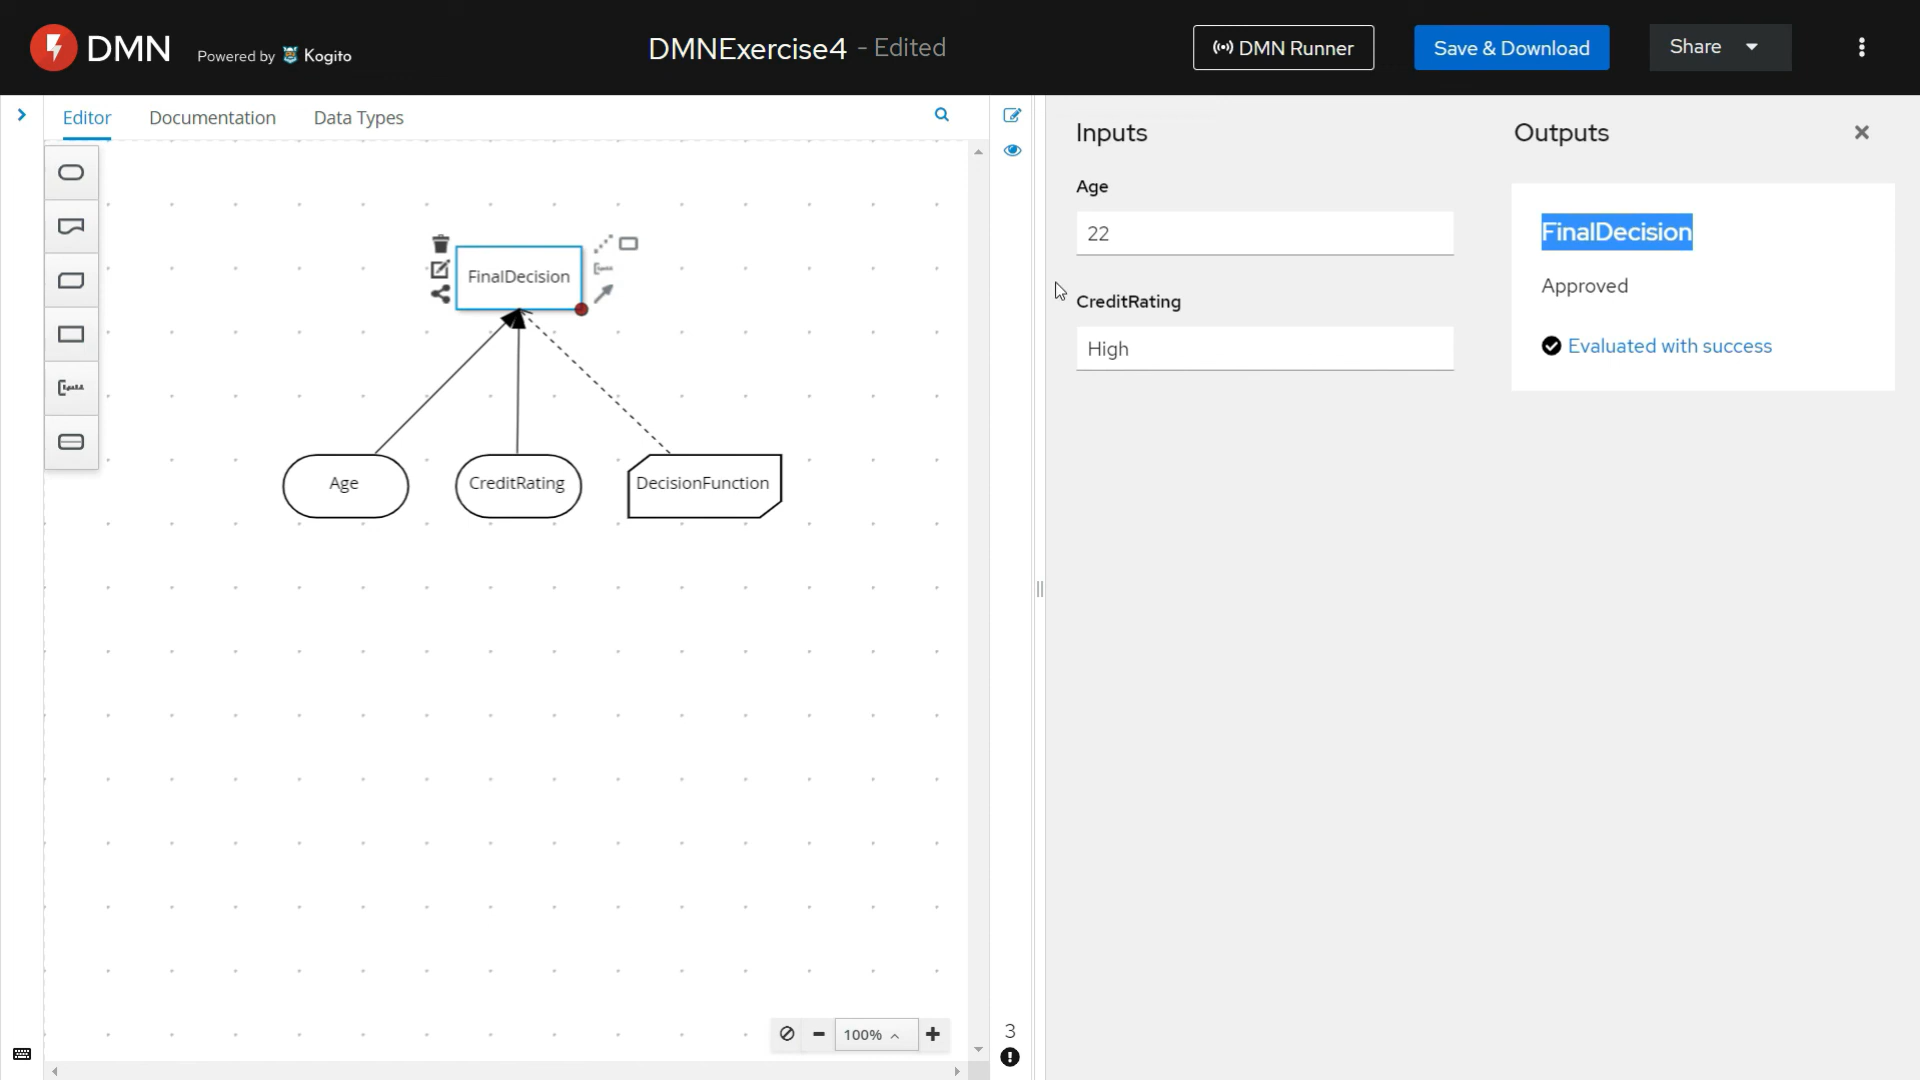 DMN Powered by Kogito
DMNExercise4 - Edited
DMN Runner
Save & Download
Share
Editor Documentation Data Types
FinalDecision
Age
CreditRating
DecisionFunction
100%
3
Inputs
Age
22
CreditRating
High
Outputs
FinalDecision
Approved
Evaluated with success